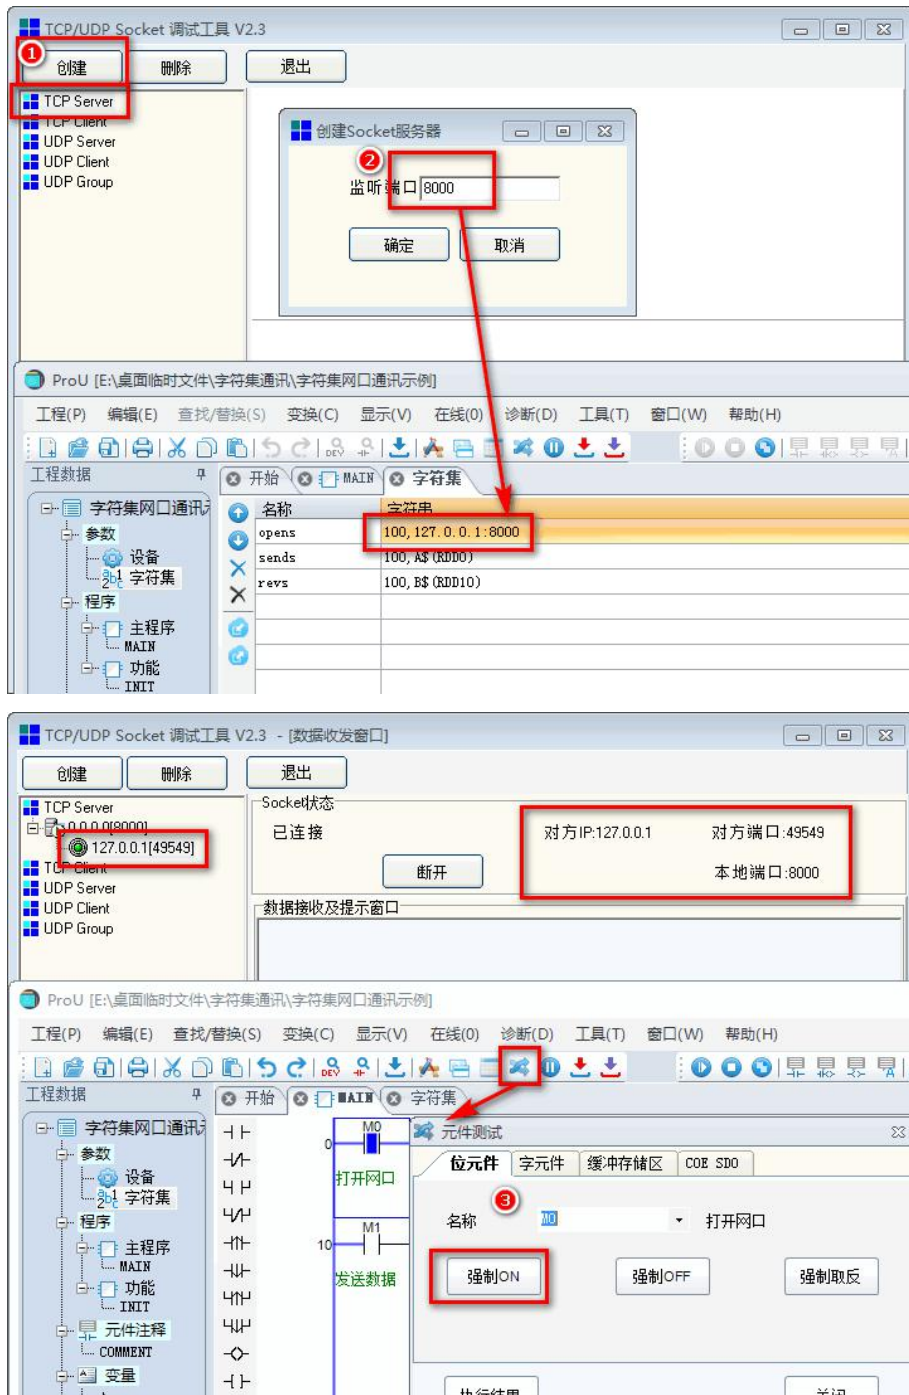 TCP/UDP Socket 调试工具 V2.3
1
创建 删除 退出
TCP Server
TCP Client
UDP Server
UDP Client
UDP Group
创建Socket服务器
2
监听端口 8000
确定 取消
ProU [E:\桌面临时文件\字符集通讯\字符集网口通讯示例]
工程(P) 编辑(E) 查找/替换(S) 变换(C) 显示(V) 在线(O) 诊断(D) 工具(T) 窗口(W) 帮助(H)
DEV
工程数据 开始 MAIN 字符集
字符集网口通讯
参数
设备
字符集
程序
主程序
MAIN
功能
INIT
名称 字符串
opens 100,127.0.0.1:8000
sends 100,A$(RDD0)
revs 100,B$(RDD10)
TCP/UDP Socket 调试工具 V2.3 - [数据收发窗口]
创建 删除 退出
TCP Server
0.0.0.0[8000]
127.0.0.1[49549]
TCP Client
UDP Server
UDP Client
UDP Group
Socket状态
已连接 对方IP:127.0.0.1 对方端口:49549
断开 本地端口:8000
数据接收及提示窗口
ProU [E:\桌面临时文件\字符集通讯\字符集网口通讯示例]
工程(P) 编辑(E) 查找/替换(S) 变换(C) 显示(V) 在线(O) 诊断(D) 工具(T) 窗口(W) 帮助(H)
DEV
工程数据 开始 MAIN 字符集
字符集网口通讯
参数
设备
字符集
程序
主程序
MAIN
功能
INIT
元件注释
COMMENT
变量
0 M0
打开网口
10 M1
发送数据
元件测试
位元件 字元件 缓冲存储区 COE SDO
3
名称 M0 打开网口
强制ON 强制OFF 强制取反
执行结果 关闭